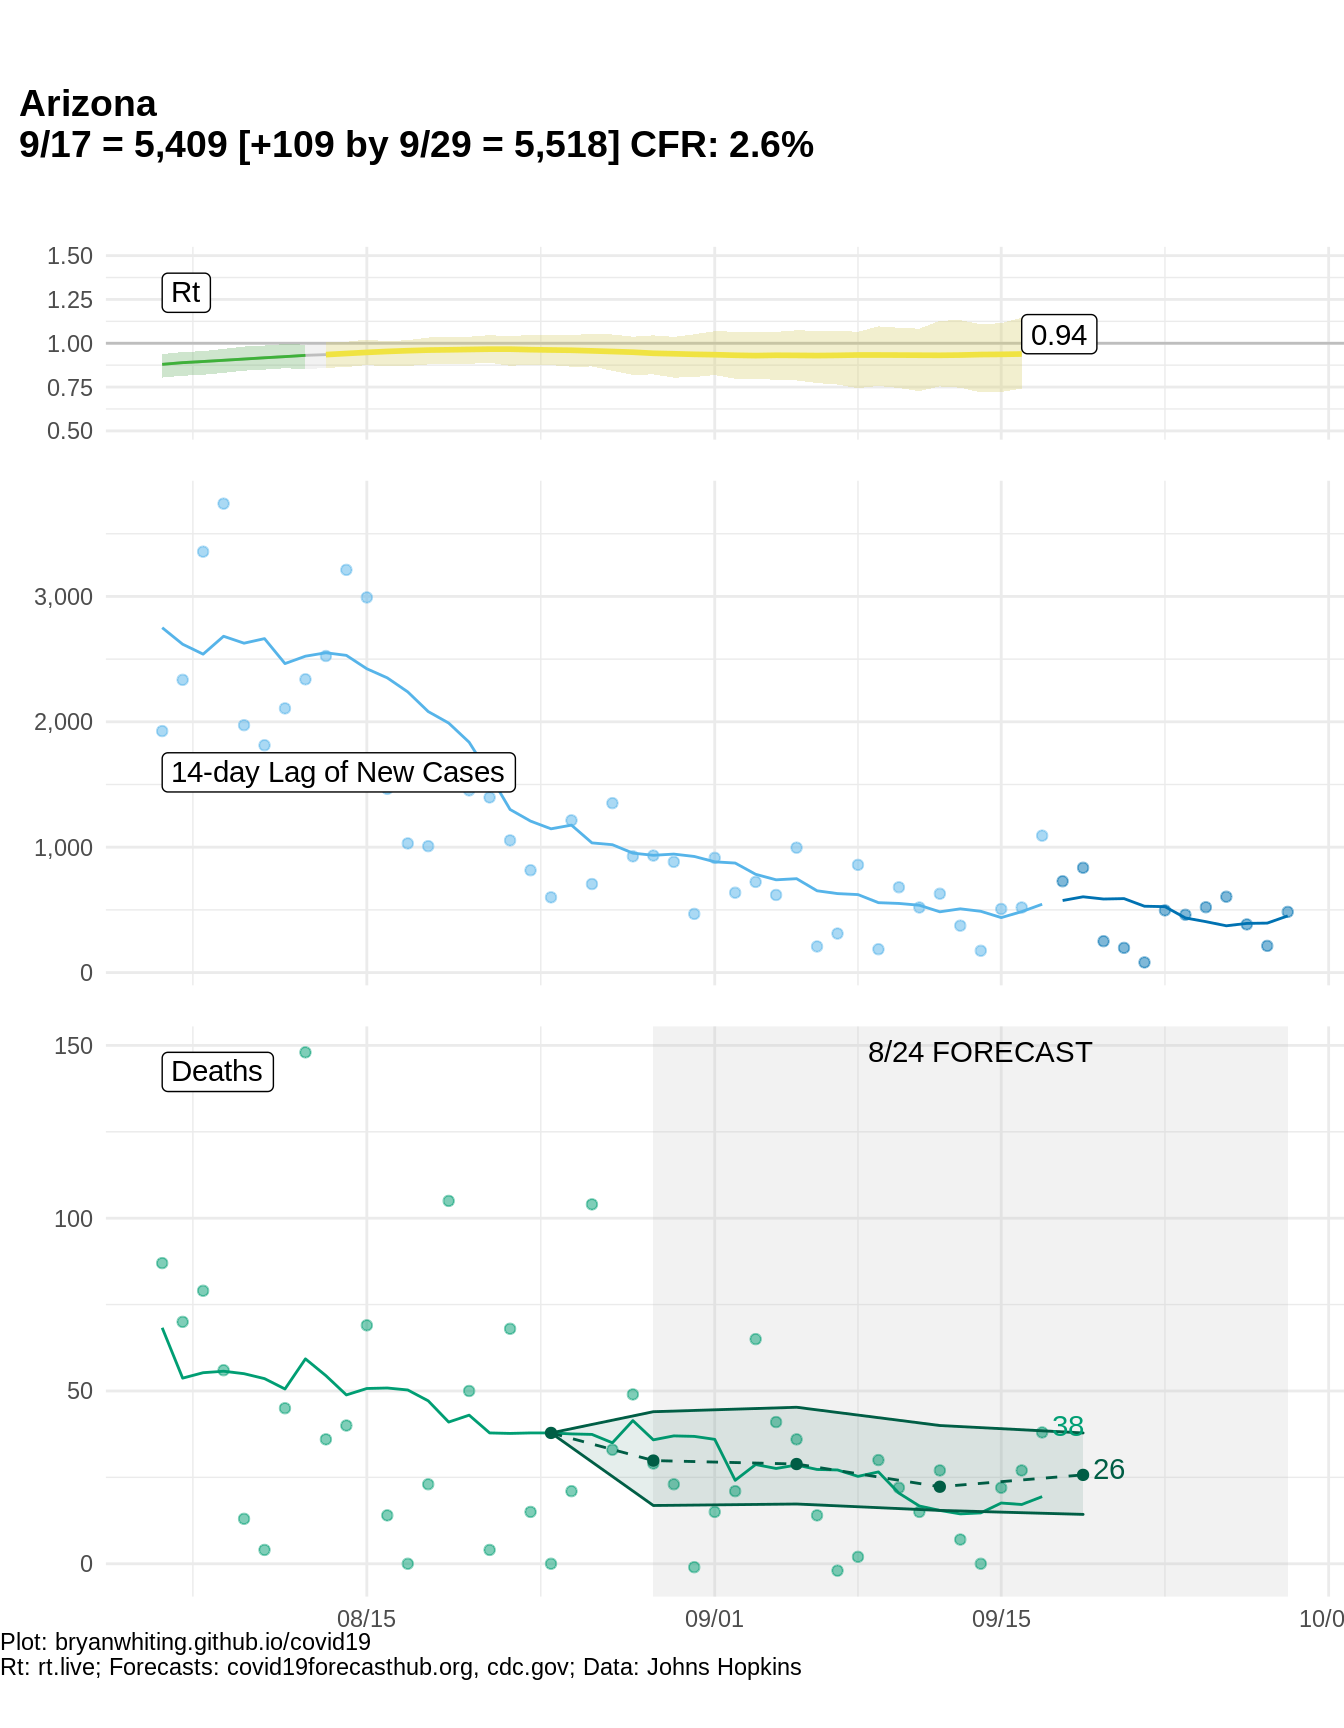 Arizona
9/17 = 5,409 [+109 by 9/29 = 5,518] CFR: 2.6%
1.50
Rt
1.25
1.00
0.94
0.75
0.50
3,000
2,000
14-day Lag of New Cases
1,000
0
150
8/24 FORECAST
Deaths
100
50
38
26
0
08/15
09/01
09/15
10/0
Plot: bryanwhiting.github.io/covid19
Rt: rt.live; Forecasts: covid19forecasthub.org, cdc.gov; Data: Johns Hopkins